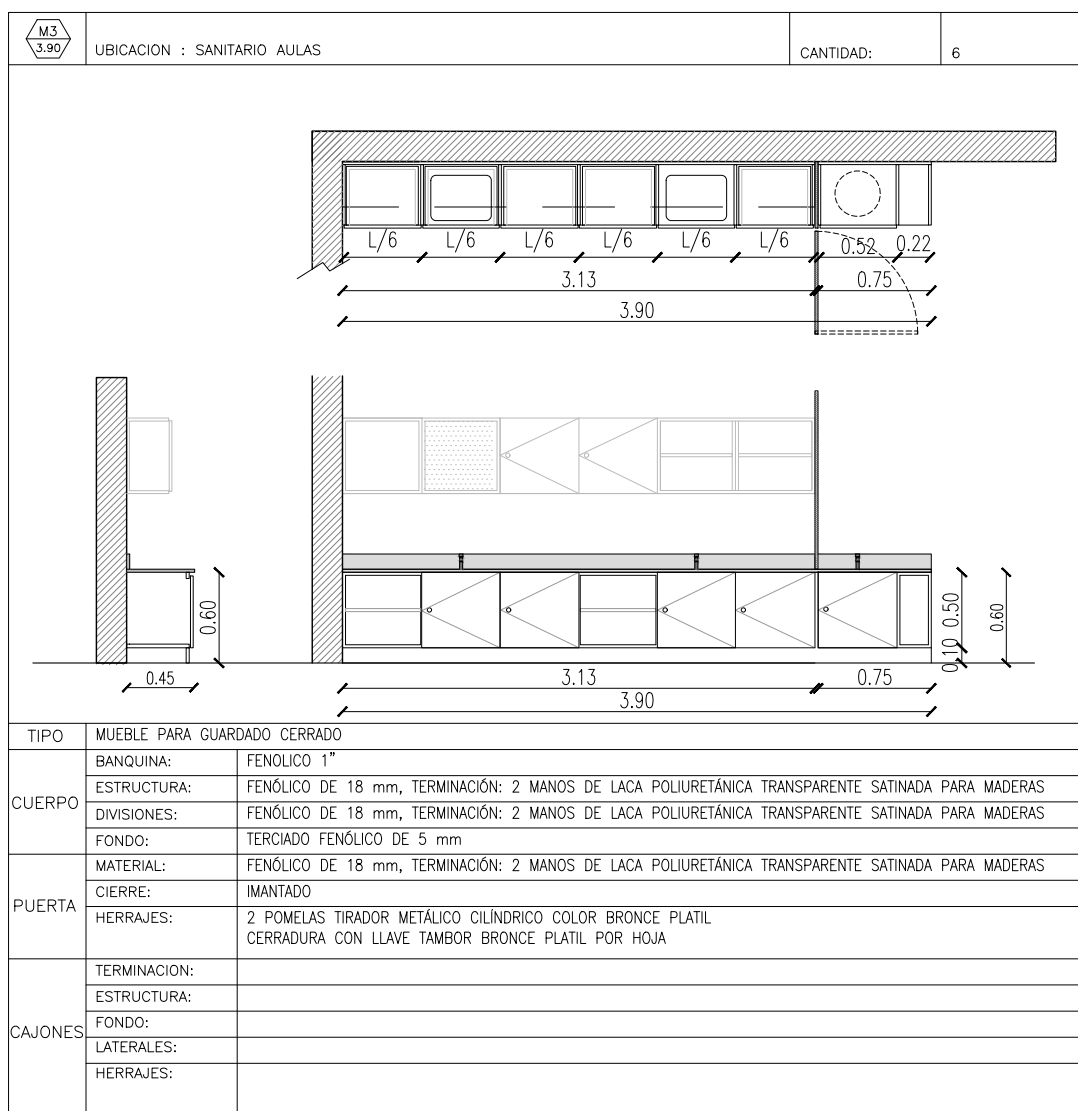 M3
3.90
UBICACION : SANITARIO AULAS
CANTIDAD:
6
L/6
L/6
L/6
L/6
L/6
L/6
0.52
0.22
3.13
0.75
3.90
0.60
0.45
0.50
0.10
0.60
3.13
0.75
3.90
TIPO
MUEBLE PARA GUARDADO CERRADO
CUERPO
BANQUINA:
FENOLICO 1”
ESTRUCTURA:
FENÓLICO DE 18 mm, TERMINACIÓN: 2 MANOS DE LACA POLIURETÁNICA TRANSPARENTE SATINADA PARA MADERAS
DIVISIONES:
FENÓLICO DE 18 mm, TERMINACIÓN: 2 MANOS DE LACA POLIURETÁNICA TRANSPARENTE SATINADA PARA MADERAS
FONDO:
TERCIADO FENÓLICO DE 5 mm
PUERTA
MATERIAL:
FENÓLICO DE 18 mm, TERMINACIÓN: 2 MANOS DE LACA POLIURETÁNICA TRANSPARENTE SATINADA PARA MADERAS
CIERRE:
IMANTADO
HERRAJES:
2 POMELAS TIRADOR METÁLICO CILÍNDRICO COLOR BRONCE PLATIL
CERRADURA CON LLAVE TAMBOR BRONCE PLATIL POR HOJA
CAJONES
TERMINACION:
ESTRUCTURA:
FONDO:
LATERALES:
HERRAJES: